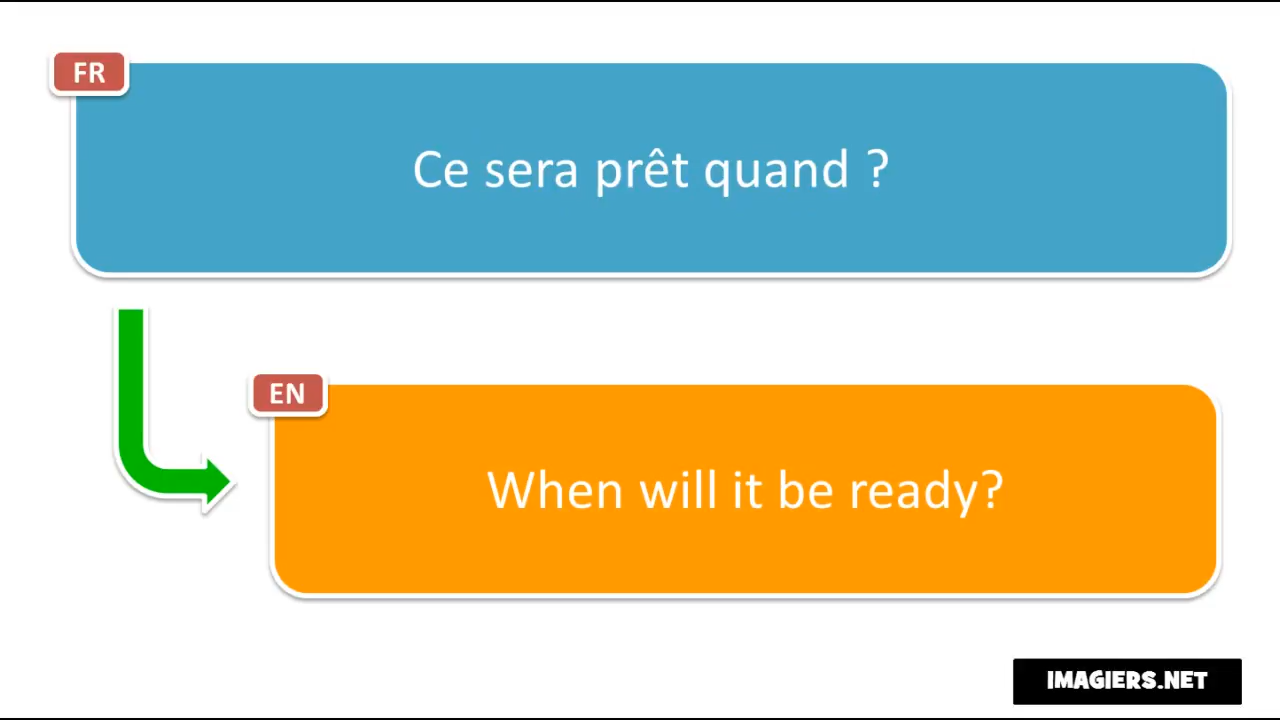 FR
Ce sera prêt quand ?
EN
When will it be ready?
IMAGIERS.NET